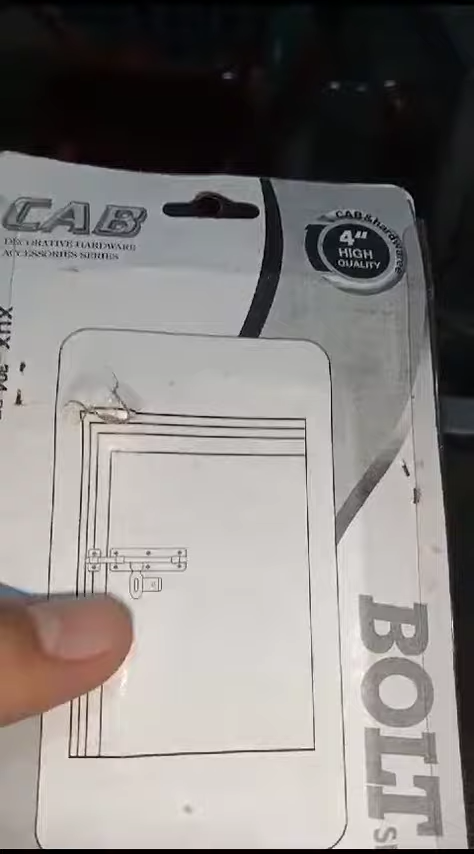 CAB
DECORATIVE HARDWARE
ACCESSORIES SERIES
CAB&hardware
4"
HIGH
QUALITY
BOLT